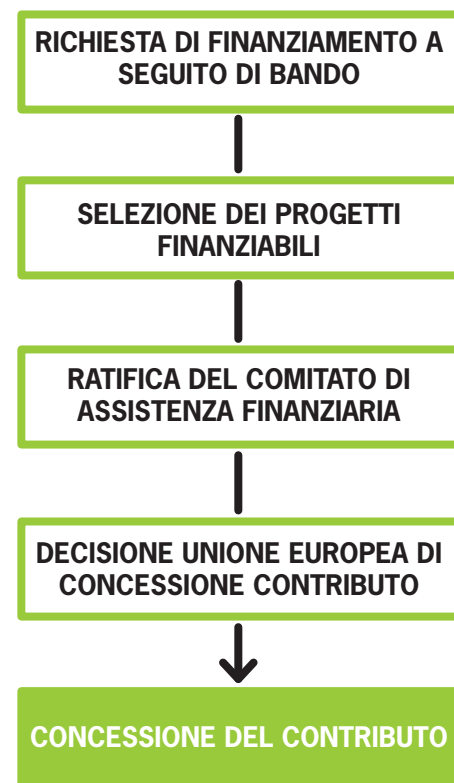 RICHIESTA DI FINANZIAMENTO A
SEGUITO DI BANDO
SELEZIONE DEI PROGETTI
FINANZIABILI
RATIFICA DEL COMITATO DI
ASSISTENZA FINANZIARIA
DECISIONE UNIONE EUROPEA DI
CONCESSIONE CONTRIBUTO
CONCESSIONE DEL CONTRIBUTO